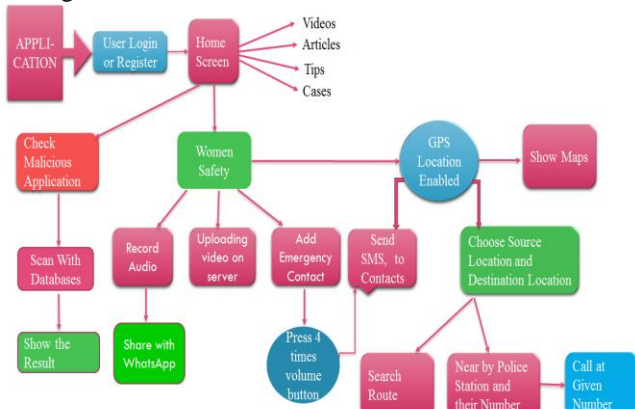 APPLI-
CATION
User Login
or Register
Home
Screen
Videos
Articles
Tips
Cases
Check
Malicious
Application
Women
Safety
GPS
Location
Enabled
Show Maps
Scan With
Databases
Record
Audio
Uploading
video on
server
Add
Emergency
Contact
Send
SMS, to
Contacts
Choose Source
Location and
Destination Location
Show the
Result
Share with
WhatsApp
Press 4
times
volume
button
Search
Route
Near by Police
Station and
their Number
Call at
Given
Number